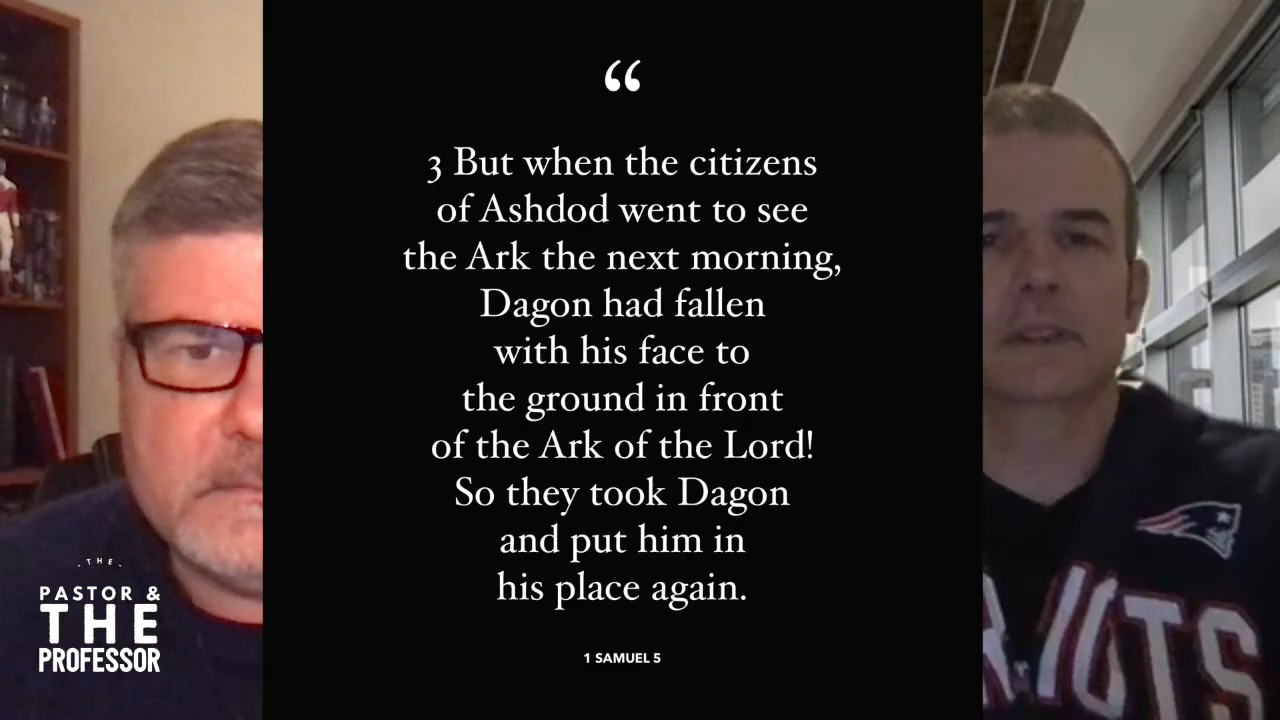 “
3 But when the citizens
of Ashdod went to see
the Ark the next morning,
Dagon had fallen
with his face to
the ground in front
of the Ark of the Lord!
So they took Dagon
and put him in
his place again.
1 SAMUEL 5
· THE ·
PASTOR &
THE
PROFESSOR